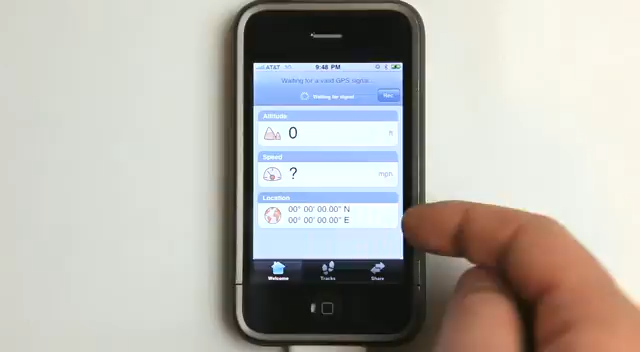 AT&T 3G 9:48 PM
Waiting for a valid GPS signal...
Waiting for signal
Altitude
0 ft
Speed
? mph
Location
00° 00' 00.00" N
00° 00' 00.00" E
Welcome Tracks Share